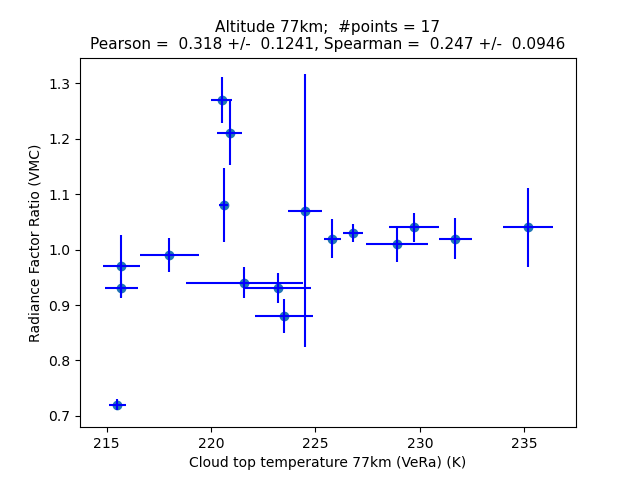 Altitude 77km;  #points = 17
Pearson =  0.318 +/-  0.1241, Spearman =  0.247 +/-  0.0946
1.3
1.2
1.1
1.0
0.9
0.8
0.7
Radiance Factor Ratio (VMC)
215 220 225 230 235
Cloud top temperature 77km (VeRa) (K)